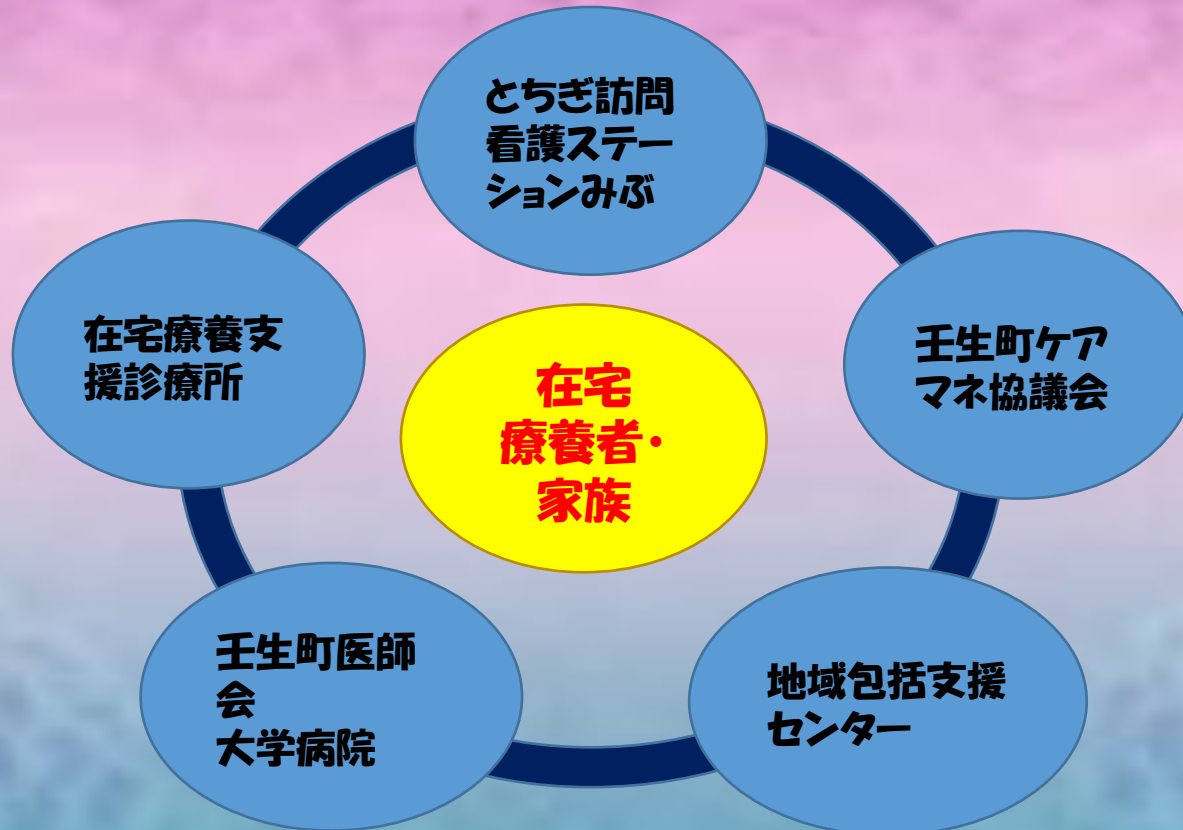 とちぎ訪問
看護ステー
ションみぶ
在宅療養支
援診療所
壬生町ケア
マネ協議会
在宅
療養者・
家族
壬生町医師
会
大学病院
地域包括支援
センター